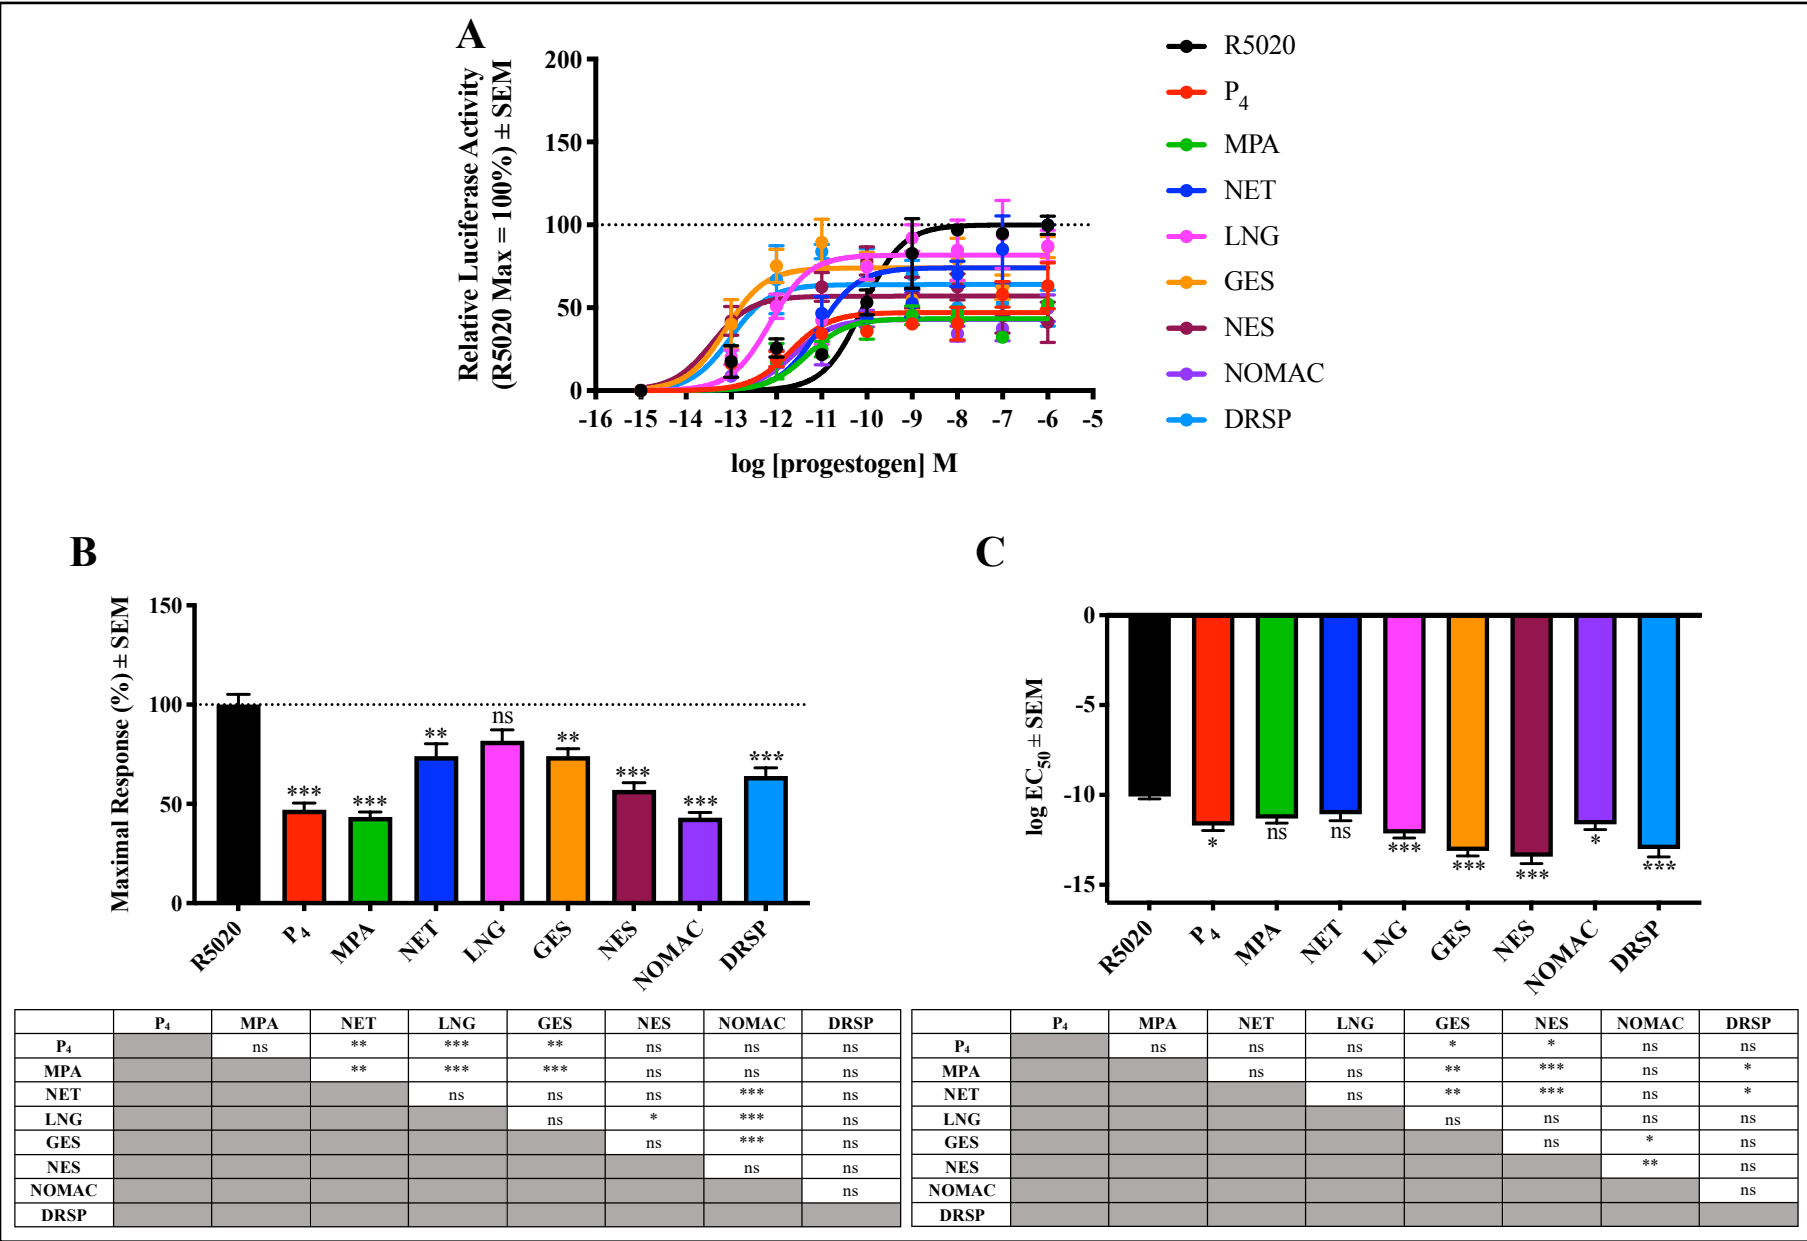 A
Relative Luciferase Activity
(R5020 Max = 100%) ± SEM
200
150
100
50
0
-16 -15 -14 -13 -12 -11 -10 -9 -8 -7 -6 -5
log [progestogen] M
R5020
P4
MPA
NET
LNG
GES
NES
NOMAC
DRSP
B
Maximal Response (%) ± SEM
150
100
50
0
*** *** ** ns ** *** *** ***
R5020 P4 MPA NET LNG GES NES NOMAC DRSP
C
log EC50 ± SEM
0
-5
-10
-15
* ns ns *** *** *** * ***
R5020 P4 MPA NET LNG GES NES NOMAC DRSP
P4 MPA NET LNG GES NES NOMAC DRSP
P4 ns ** *** ** ns ns ns
MPA ** *** *** ns ns ns
NET ns ns ns *** ns
LNG ns * *** ns
GES ns *** ns
NES ns ns
NOMAC ns
DRSP
P4 MPA NET LNG GES NES NOMAC DRSP
P4 ns ns ns * * ns ns
MPA ns ns ** *** ns *
NET ns ** *** ns *
LNG ns ns ns ns
GES ns * ns
NES ** ns
NOMAC ns
DRSP